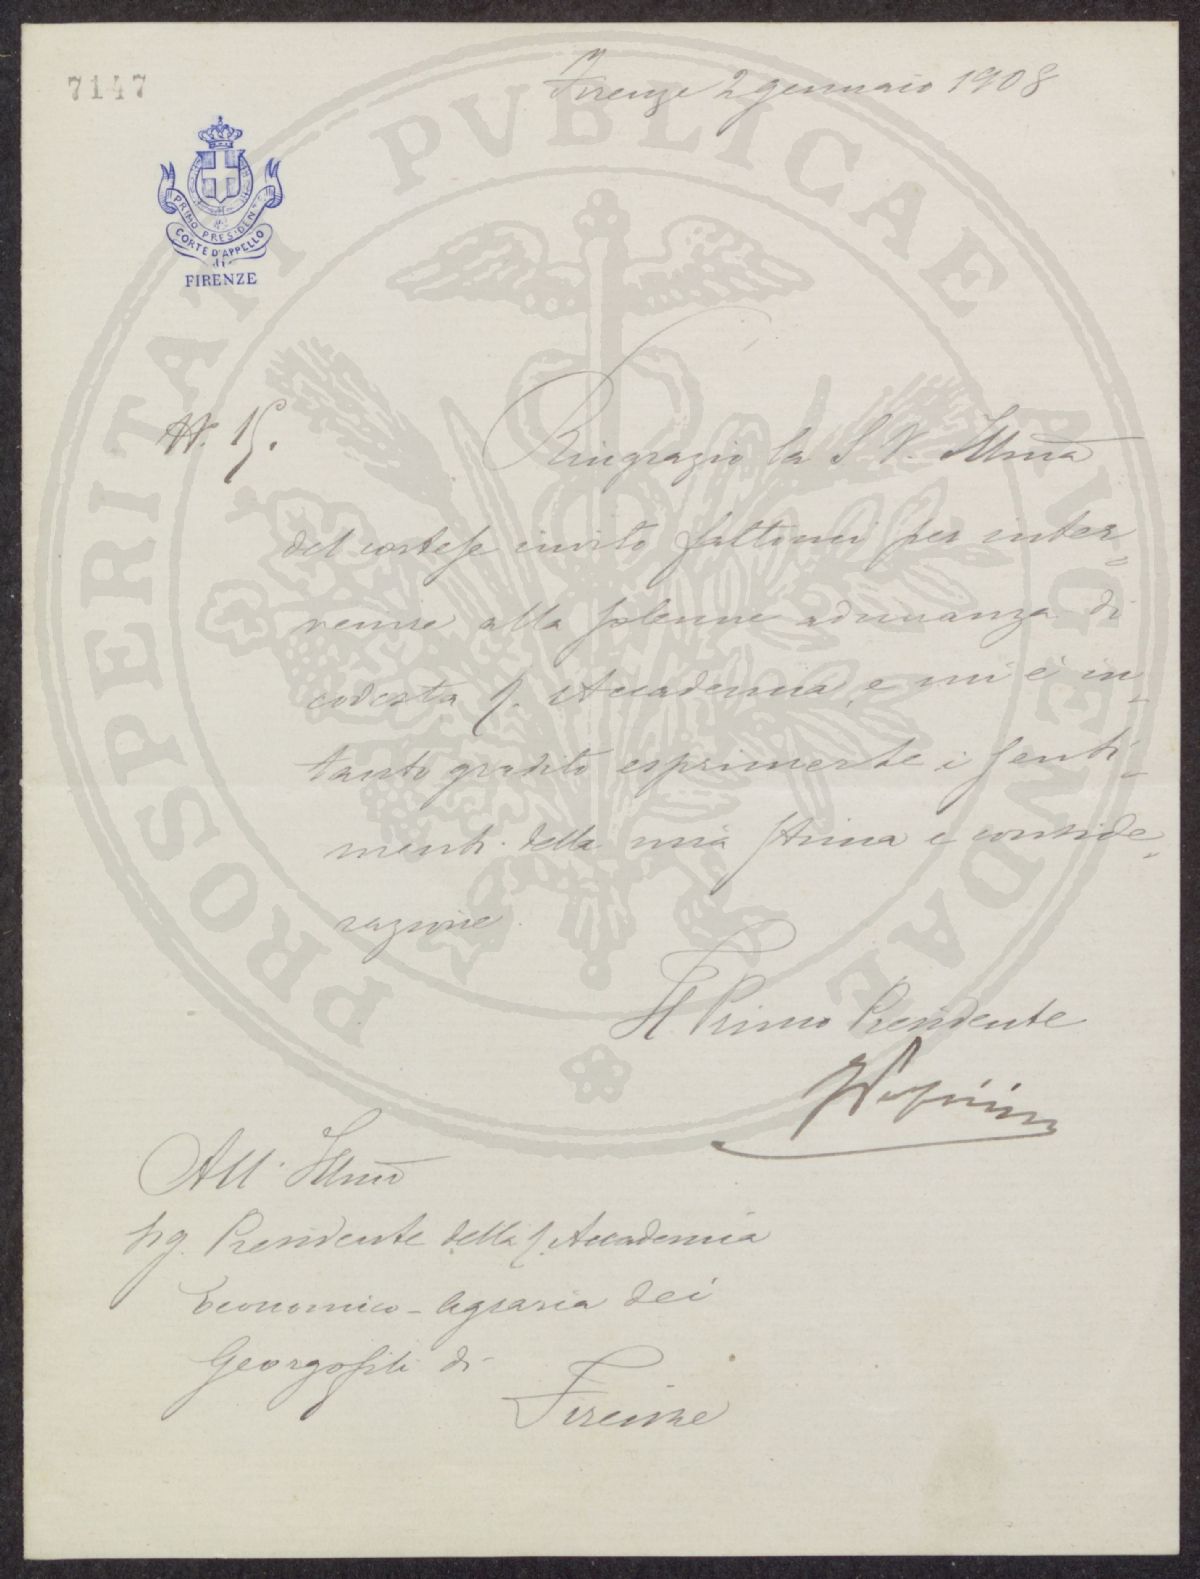 7147
Firenze 2 gennaio 1908
PRIMO PRESIDENTE
CORTE D'APPELLO
di
FIRENZE
PROSPERITATI PVBLICAE AVGENDAE
N. 15.
Ringrazio la S V. Illma
del cortese invito fattomi per inter-
venire alla solenne adunanza di
codesta R. Accademia, e mi è in-
tanto gradito esprimerle i senti-
menti della mia stima e conside-
razione.
Il Primo Presidente
All' Illmo
Sig. Presidente della R. Accademia
Economico-Agraria dei
Georgofili di
Firenze